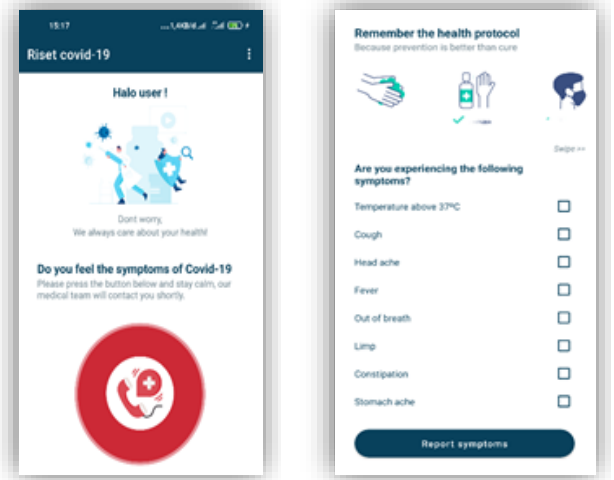 15:17
Riset covid-19
Halo user !
Dont worry,
We always care about your health!
Do you feel the symptoms of Covid-19
Please press the button below and stay calm, our
medical team will contact you shortly.
Remember the health protocol
Because prevention is better than cure
Swipe >>
Are you experiencing the following
symptoms?
Temperature above 37ºC
Cough
Head ache
Fever
Out of breath
Limp
Constipation
Stomach ache
Report symptoms